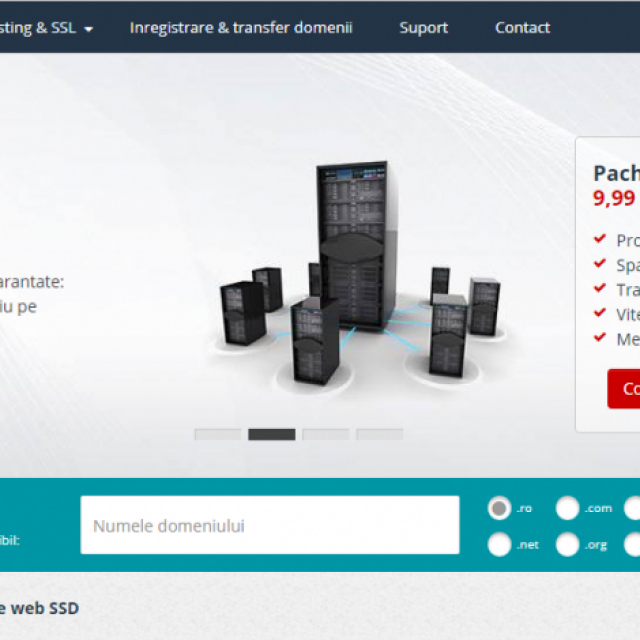 sting & SSL
Inregistrare & transfer domenii
Suport
Contact
arantate:
iu pe
Pach
9,99
Pro
Spa
Tra
Vite
Me
Co
bil:
Numele domeniului
.ro
.com
.net
.org
e web SSD